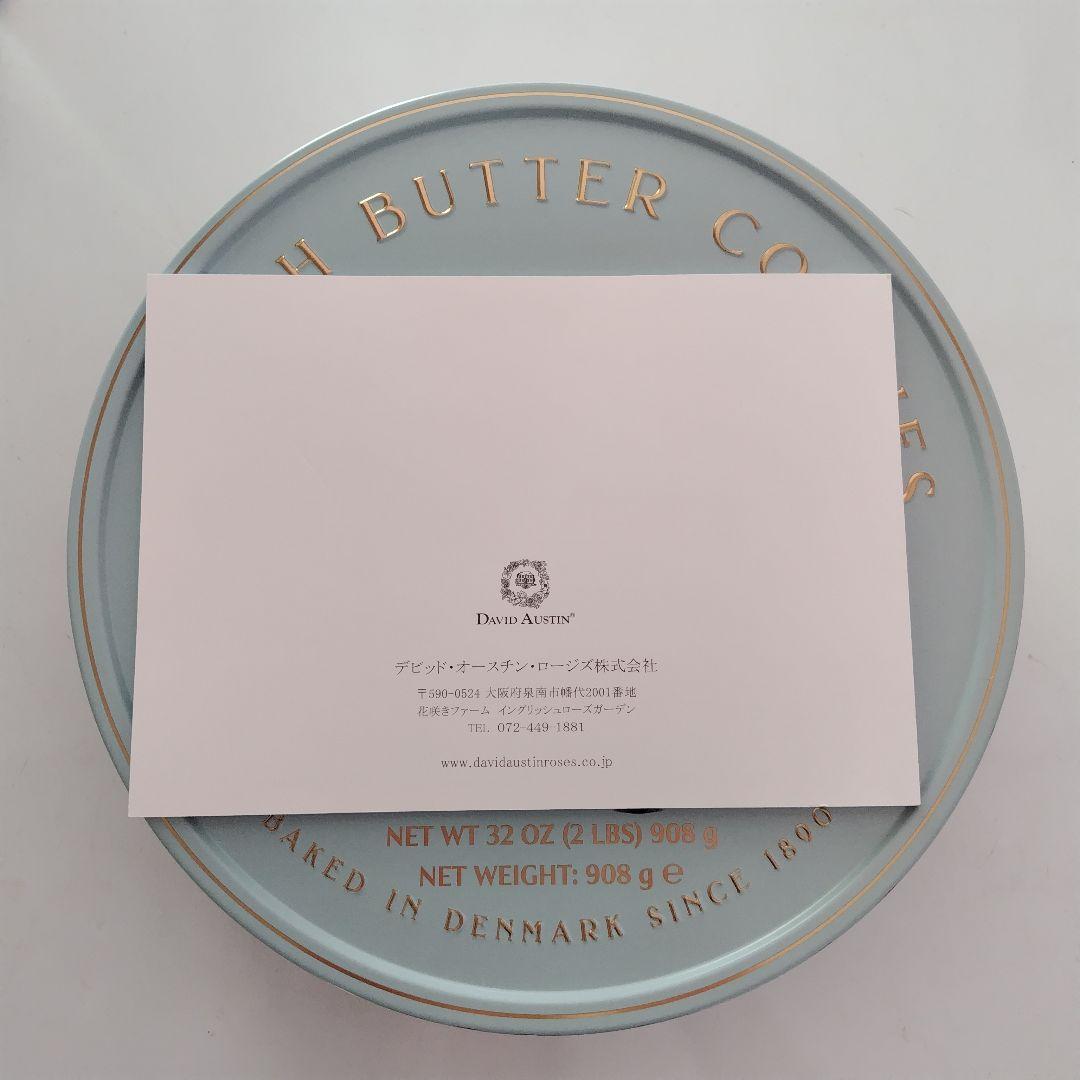 H BUTTER CO
IES
DAVID AUSTIN®
デビッド・オースチン・ロージズ株式会社
〒590-0524 大阪府泉南市幡代2001番地
花咲きファーム イングリッシュローズガーデン
TEL 072-449-1881
www.davidaustinroses.co.jp
NET WT 32 OZ (2 LBS) 908 g
NET WEIGHT: 908 g ℮
BAKED IN DENMARK SINCE 1890